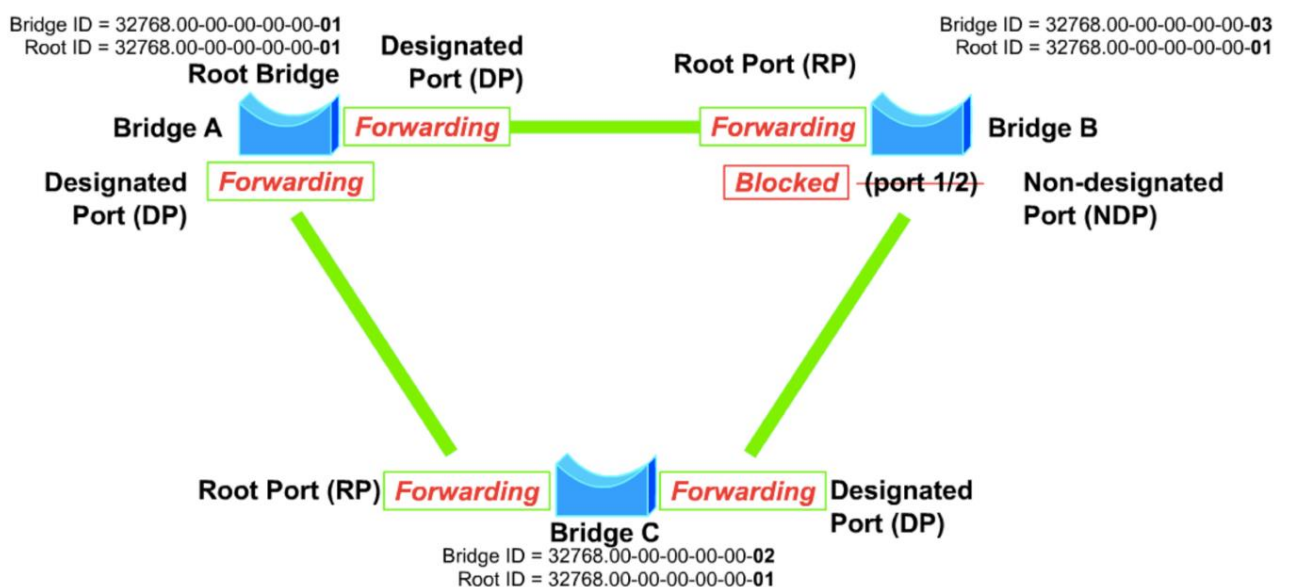 Bridge ID = 32768.00-00-00-00-00-01
Root ID = 32768.00-00-00-00-00-01
Root Bridge
Designated
Port (DP)
Root Port (RP)
Bridge ID = 32768.00-00-00-00-00-03
Root ID = 32768.00-00-00-00-00-01
Bridge A
Forwarding
Forwarding
Bridge B
Designated
Port (DP)
Forwarding
Blocked
(port 1/2)
Non-designated
Port (NDP)
Root Port (RP)
Forwarding
Forwarding
Designated
Port (DP)
Bridge C
Bridge ID = 32768.00-00-00-00-00-02
Root ID = 32768.00-00-00-00-00-01